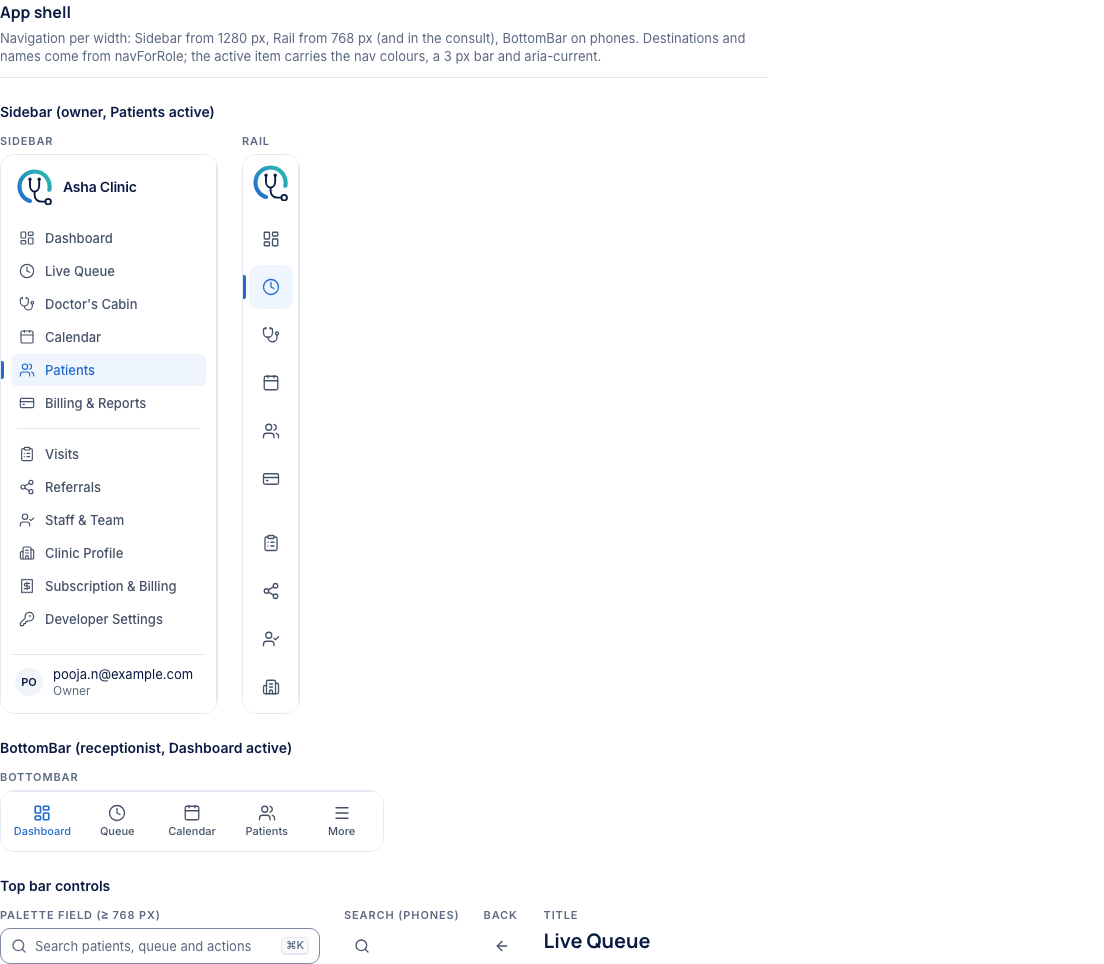 App shell
Navigation per width: Sidebar from 1280 px, Rail from 768 px (and in the consult), BottomBar on phones. Destinations and
names come from navForRole; the active item carries the nav colours, a 3 px bar and aria-current.
Sidebar (owner, Patients active)
SIDEBAR
RAIL
Asha Clinic
Dashboard
Live Queue
Doctor's Cabin
Calendar
Patients
Billing & Reports
Visits
Referrals
Staff & Team
Clinic Profile
Subscription & Billing
Developer Settings
PO
pooja.n@example.com
Owner
BottomBar (receptionist, Dashboard active)
BOTTOMBAR
Dashboard
Queue
Calendar
Patients
More
Top bar controls
PALETTE FIELD (≥ 768 PX)
SEARCH (PHONES)
BACK
TITLE
Search patients, queue and actions
⌘K
Live Queue